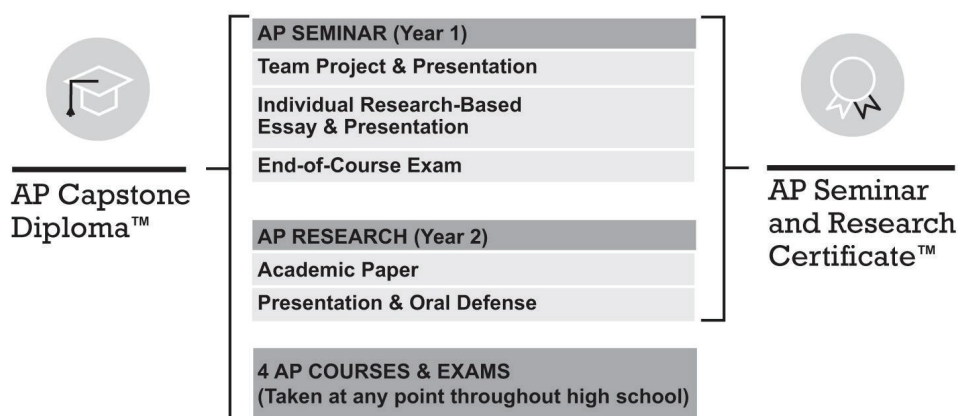 AP Capstone
Diploma™
AP SEMINAR (Year 1)
Team Project & Presentation
Individual Research-Based
Essay & Presentation
End-of-Course Exam
AP RESEARCH (Year 2)
Academic Paper
Presentation & Oral Defense
4 AP COURSES & EXAMS
(Taken at any point throughout high school)
AP Seminar
and Research
Certificate™